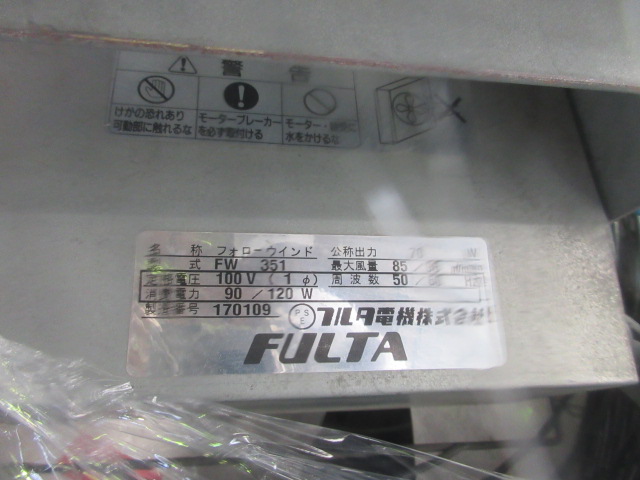 警告
けがの恐れあり
可動部に触れるな
モーターブレーカー
を必ず取付ける
モーター
水をかけるな
名 称 フォローウインド 公称出力 W
式 FW 351 最大風量 85/
定格電圧 100V(1φ) 周波数 50/
消費電力 90/120W
製造番号 170109
PSE フルタ電機株式会社
FULTA